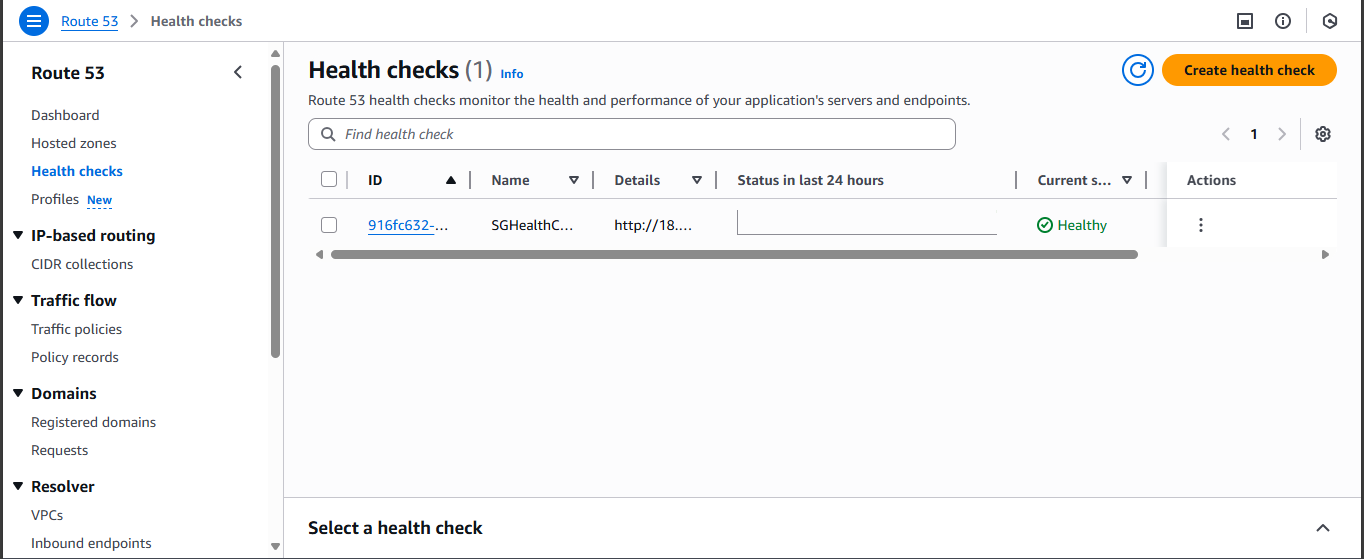 Route 53 > Health checks
Route 53
Dashboard
Hosted zones
Health checks
Profiles New
IP-based routing
CIDR collections
Traffic flow
Traffic policies
Policy records
Domains
Registered domains
Requests
Resolver
VPCs
Inbound endpoints
Health checks (1) Info
Create health check
Route 53 health checks monitor the health and performance of your application's servers and endpoints.
Find health check
1
ID Name Details Status in last 24 hours Current s... Actions
916fc632-... SGHealthC... http://18.... Healthy
Select a health check